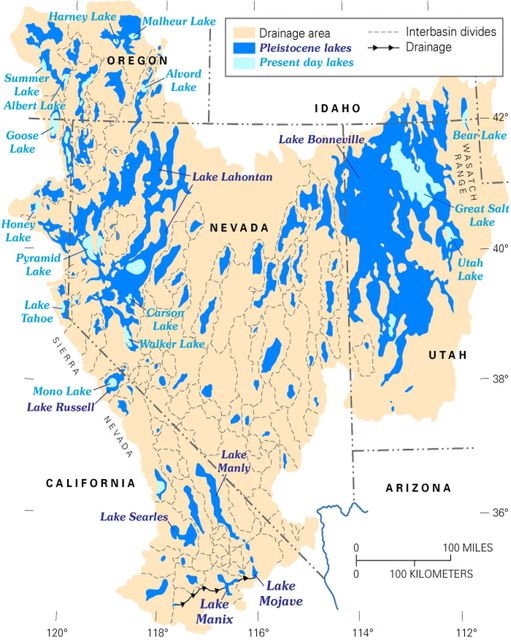 Harney Lake
Malheur Lake
OREGON
Drainage area
Pleistocene lakes
Present day lakes
Interbasin divides
Drainage
Summer
Lake
Albert Lake
Goose
Lake
Alvord
Lake
IDAHO
42°
Lake Bonneville
Bear Lake
WASATCH
RANGE
Lake Lahontan
NEVADA
Great Salt
Lake
Honey
Lake
Pyramid
Lake
40°
Utah
Lake
Lake
Tahoe
Carson
Lake
Walker Lake
UTAH
SIERRA
NEVADA
38°
Mono Lake
Lake Russell
Lake
Manly
CALIFORNIA
ARIZONA
Lake Searles
36°
0 100 MILES
0 100 KILOMETERS
Lake
Manix
Lake
Mojave
120°
118°
116°
114°
112°